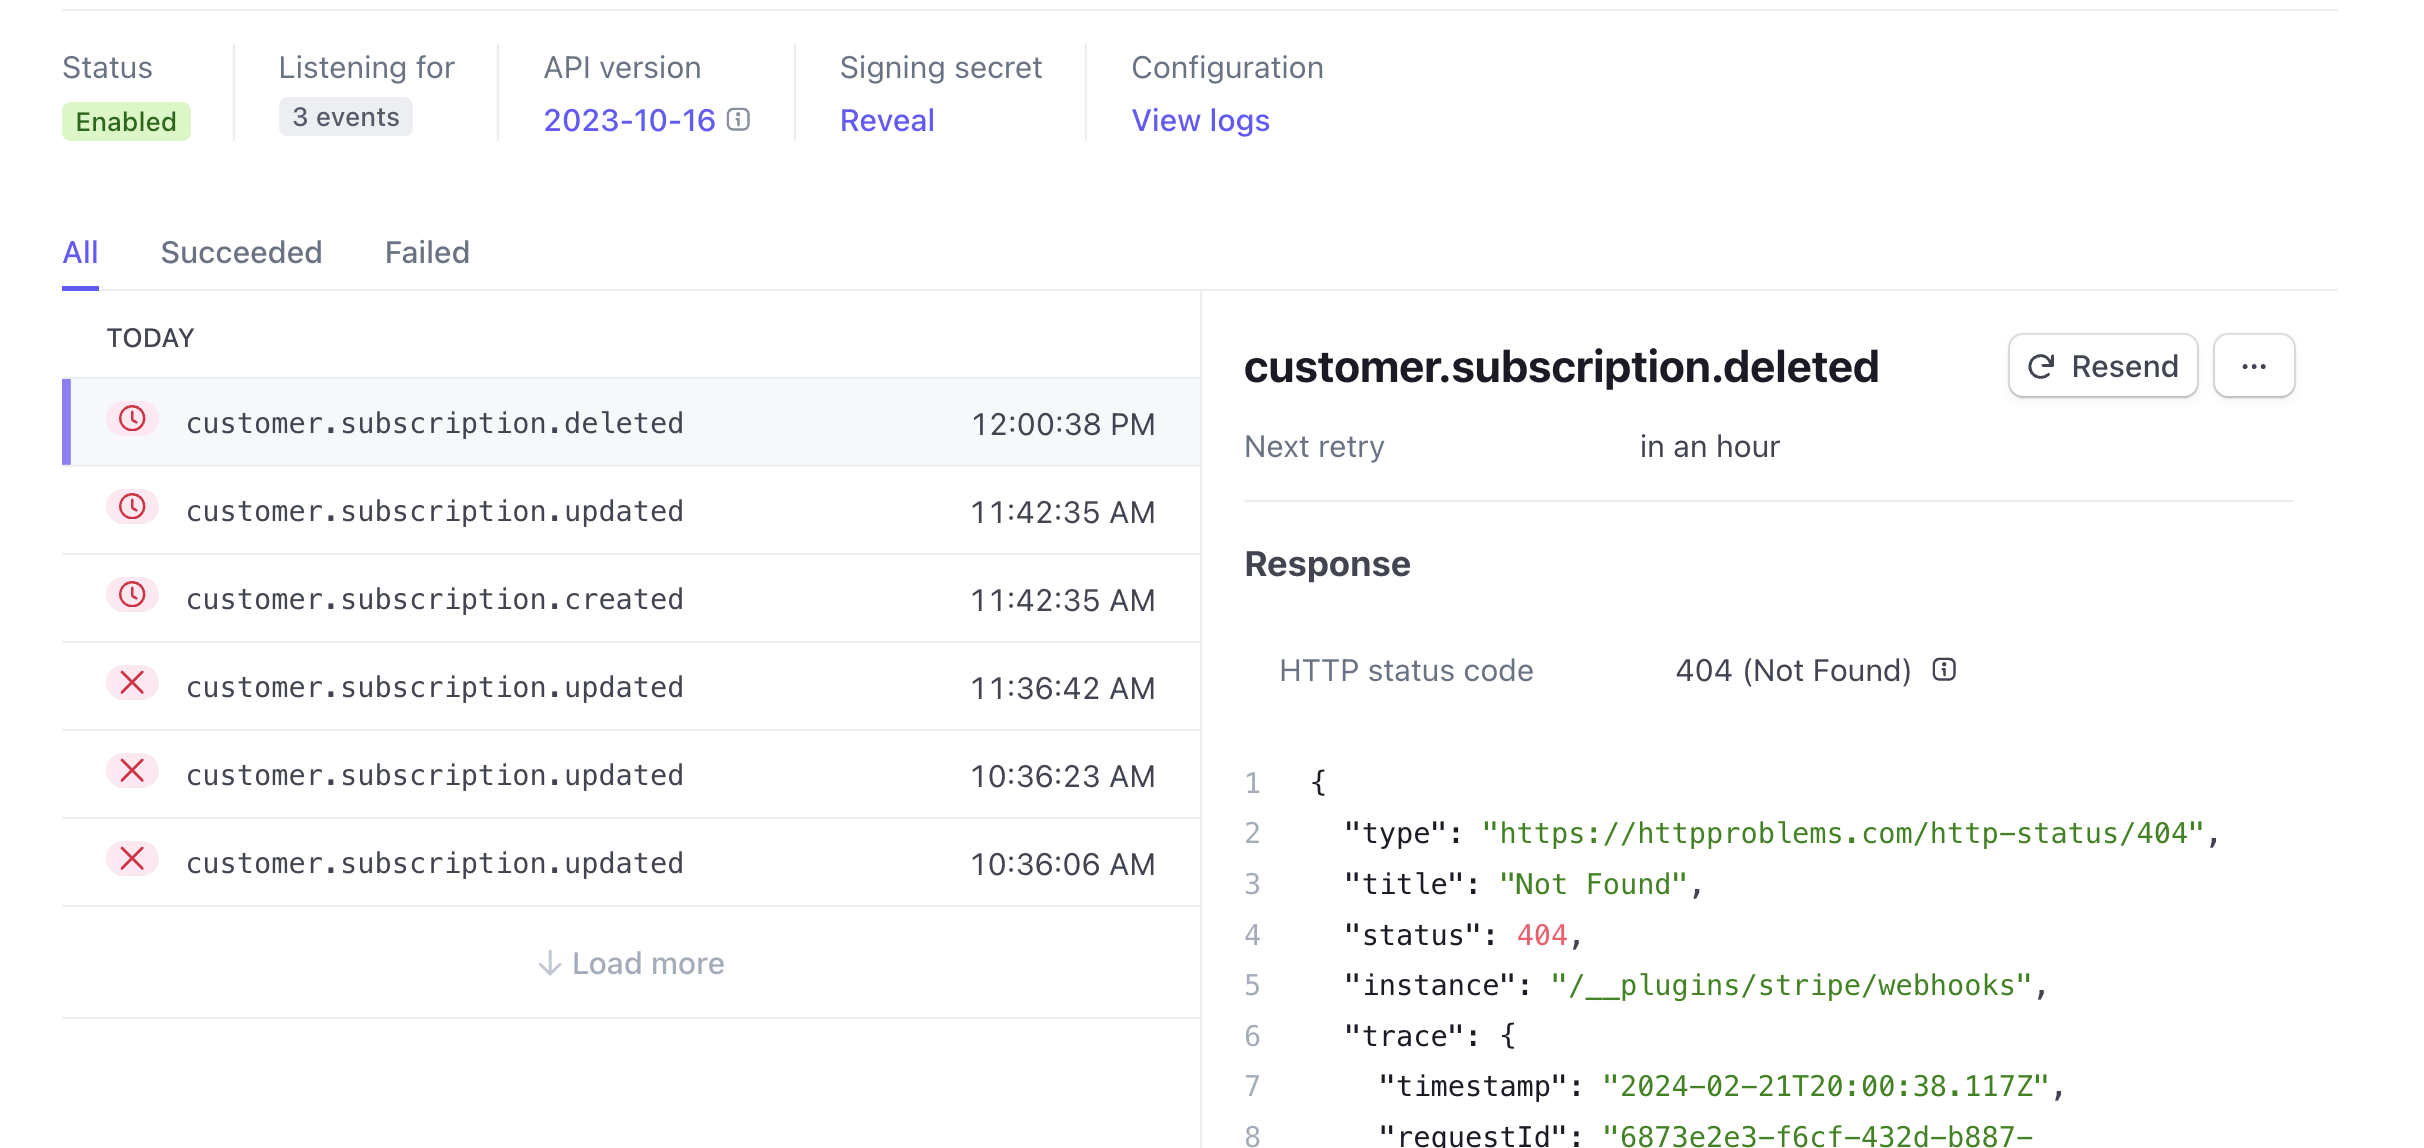 Status Listening for API version Signing secret Configuration
Enabled 3 events 2023-10-16 Reveal View logs
All Succeeded Failed
TODAY
customer.subscription.deleted 12:00:38 PM
customer.subscription.updated 11:42:35 AM
customer.subscription.created 11:42:35 AM
customer.subscription.updated 11:36:42 AM
customer.subscription.updated 10:36:23 AM
customer.subscription.updated 10:36:06 AM
Load more
customer.subscription.deleted Resend ...
Next retry in an hour
Response
HTTP status code 404 (Not Found)
1 {
2 "type": "https://httpproblems.com/http-status/404",
3 "title": "Not Found",
4 "status": 404,
5 "instance": "/__plugins/stripe/webhooks",
6 "trace": {
7 "timestamp": "2024-02-21T20:00:38.117Z",
8 "requestId": "6873e2e3-f6cf-432d-b887-